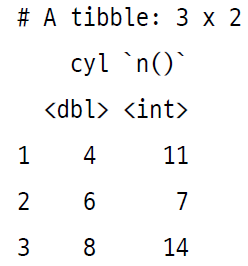 # A tibble: 3 x 2
cyl `n()`
<dbl> <int>
1 4 11
2 6 7
3 8 14